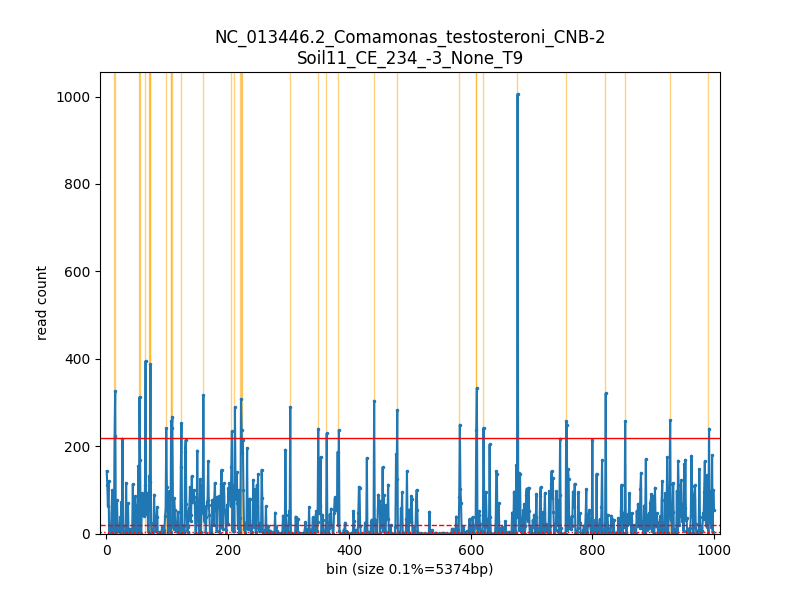 NC_013446.2_Comamonas_testosteroni_CNB-2
Soil11_CE_234_-3_None_T9
1000
800
600
400
200
0
read count
0 200 400 600 800 1000
bin (size 0.1%=5374bp)